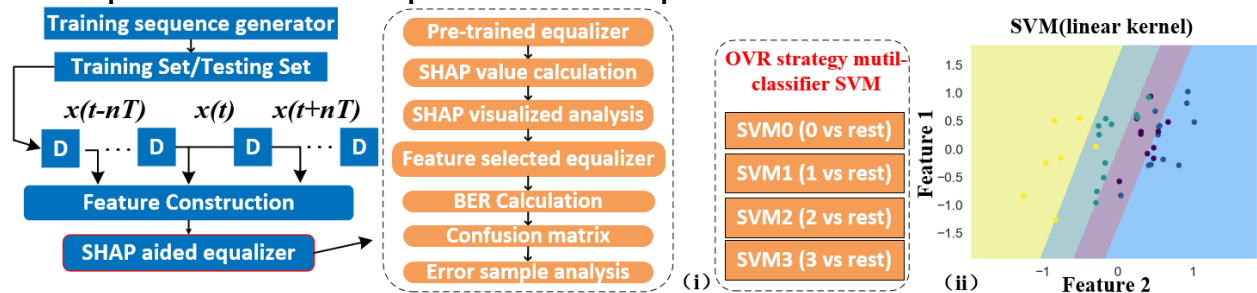 Training sequence generator
Training Set/Testing Set
x(t-nT) x(t) x(t+nT)
D ... D D ... D
Feature Construction
SHAP aided equalizer
Pre-trained equalizer
SHAP value calculation
SHAP visualized analysis
Feature selected equalizer
BER Calculation
Confusion matrix
Error sample analysis
(i)
OVR strategy mutil-
classifier SVM
SVM0 (0 vs rest)
SVM1 (1 vs rest)
SVM2 (2 vs rest)
SVM3 (3 vs rest)
SVM(linear kernel)
Feature 1
1.5
1.0
0.5
0.0
−0.5
−1.0
−1.5
−1 0 1
Feature 2
(ii)